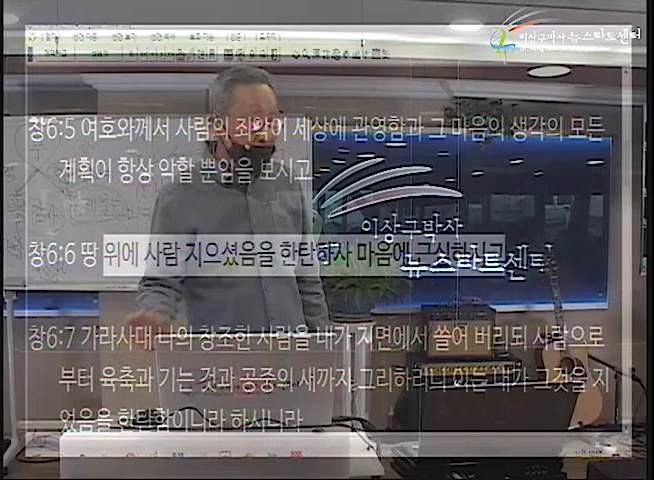 이상구박사 뉴스타트센터
창6:5 여호와께서 사람의 죄악이 세상에 관영함과 그 마음의 생각의 모든
계획이 항상 악할 뿐임을 보시고
이상구박사
뉴스타트센터
창6:6 땅 위에 사람 지으셨음을 한탄하사 마음에 근심하시고
창6:7 가라사대 나의 창조한 사람을 내가 지면에서 쓸어 버리되 사람으로
부터 육축과 기는 것과 공중의 새까지 그리하리니 이는 내가 그것을 지
었음을 한탄함이니라 하시니라